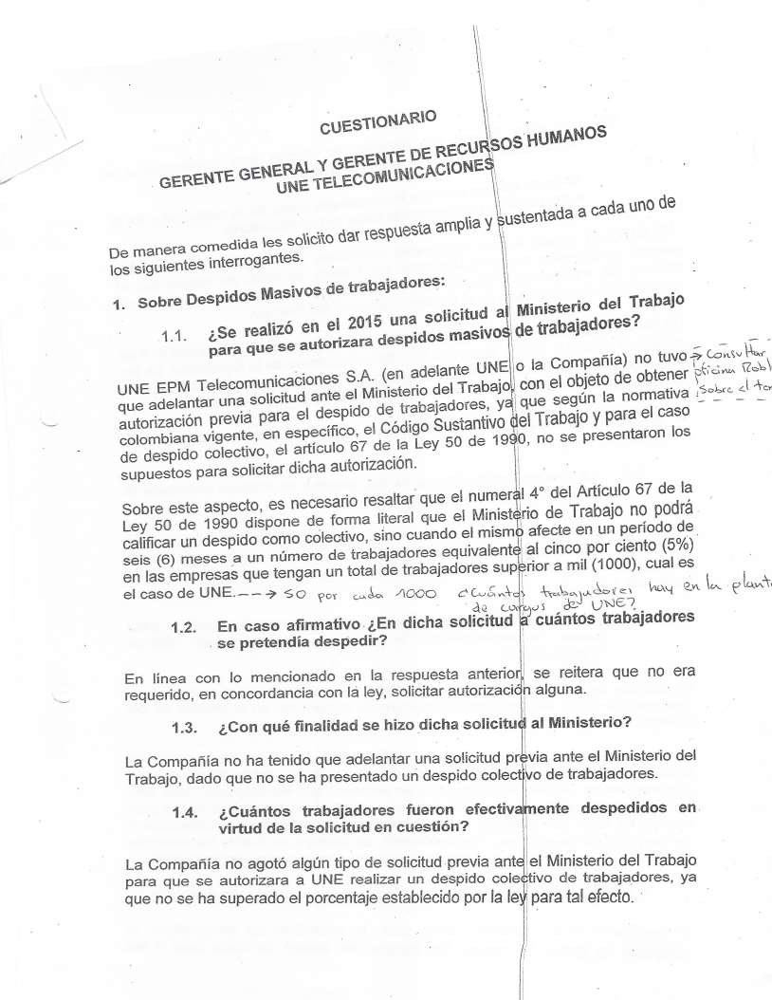 CUESTIONARIO
GERENTE GENERAL Y GERENTE DE RECURSOS HUMANOS
UNE TELECOMUNICACIONES
De manera comedida les solicito dar respuesta amplia y sustentada a cada uno de
los siguientes interrogantes.
1. Sobre Despidos Masivos de trabajadores:
1.1. ¿Se realizó en el 2015 una solicitud al Ministerio del Trabajo
para que se autorizara despidos masivos de trabajadores?
UNE EPM Telecomunicaciones S.A. (en adelante UNE o la Compañía) no tuvo → Consultar
que adelantar una solicitud ante el Ministerio del Trabajo, con el objeto de obtener oficina
autorización previa para el despido de trabajadores, ya que según la normativa Sobre el
colombiana vigente, en específico, el Código Sustantivo del Trabajo y para el caso
de despido colectivo, el artículo 67 de la Ley 50 de 1990, no se presentaron los
supuestos para solicitar dicha autorización.
Sobre este aspecto, es necesario resaltar que el numeral 4° del Artículo 67 de la
Ley 50 de 1990 dispone de forma literal que el Ministerio de Trabajo no podrá
calificar un despido como colectivo, sino cuando el mismo afecte en un período de
seis (6) meses a un número de trabajadores equivalente al cinco por ciento (5%)
en las empresas que tengan un total de trabajadores superior a mil (1000), cual es
el caso de UNE. ---> 50 por cada 1000 ¿Cuántos trabajadores hay en la planta
de cargos de UNE?
1.2. En caso afirmativo ¿En dicha solicitud a cuántos trabajadores
se pretendía despedir?
En línea con lo mencionado en la respuesta anterior, se reitera que no era
requerido, en concordancia con la ley, solicitar autorización alguna.
1.3. ¿Con qué finalidad se hizo dicha solicitud al Ministerio?
La Compañía no ha tenido que adelantar una solicitud previa ante el Ministerio del
Trabajo, dado que no se ha presentado un despido colectivo de trabajadores.
1.4. ¿Cuántos trabajadores fueron efectivamente despedidos en
virtud de la solicitud en cuestión?
La Compañía no agotó algún tipo de solicitud previa ante el Ministerio del Trabajo
para que se autorizara a UNE realizar un despido colectivo de trabajadores, ya
que no se ha superado el porcentaje establecido por la ley para tal efecto.